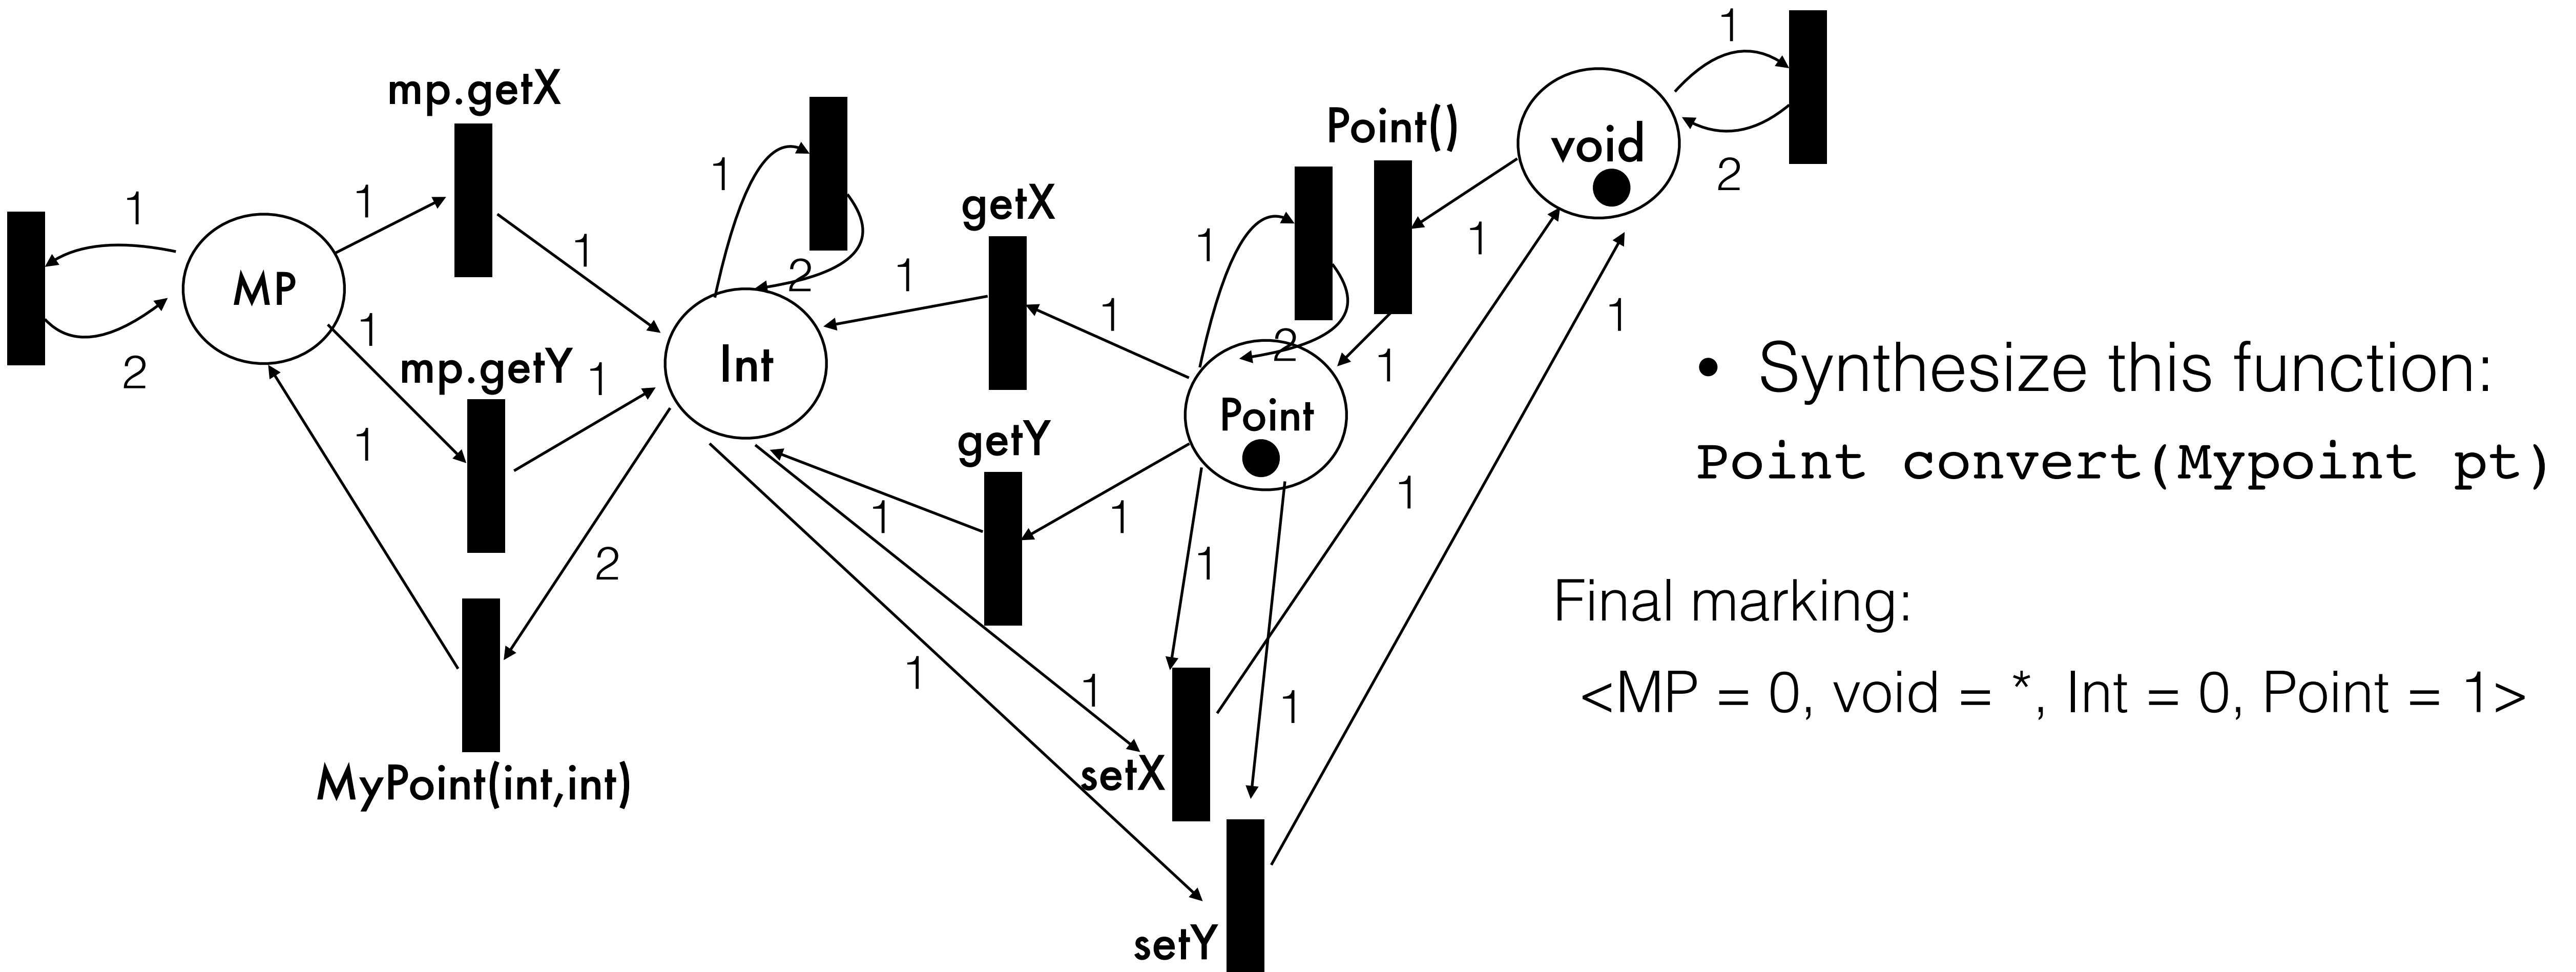 1
mp.getX
Point()
void
1
1
1
2
getX
1
1
1
2
1
1
MP
1
2
1
1
1
mp.getY
1
Int
2
1
Point
getY
1
1
1
1
2
1
1
1
1
1
setX
MyPoint(int,int)
setY
• Synthesize this function:
Point convert(Mypoint pt)
Final marking:
<MP = 0, void = *, Int = 0, Point = 1>